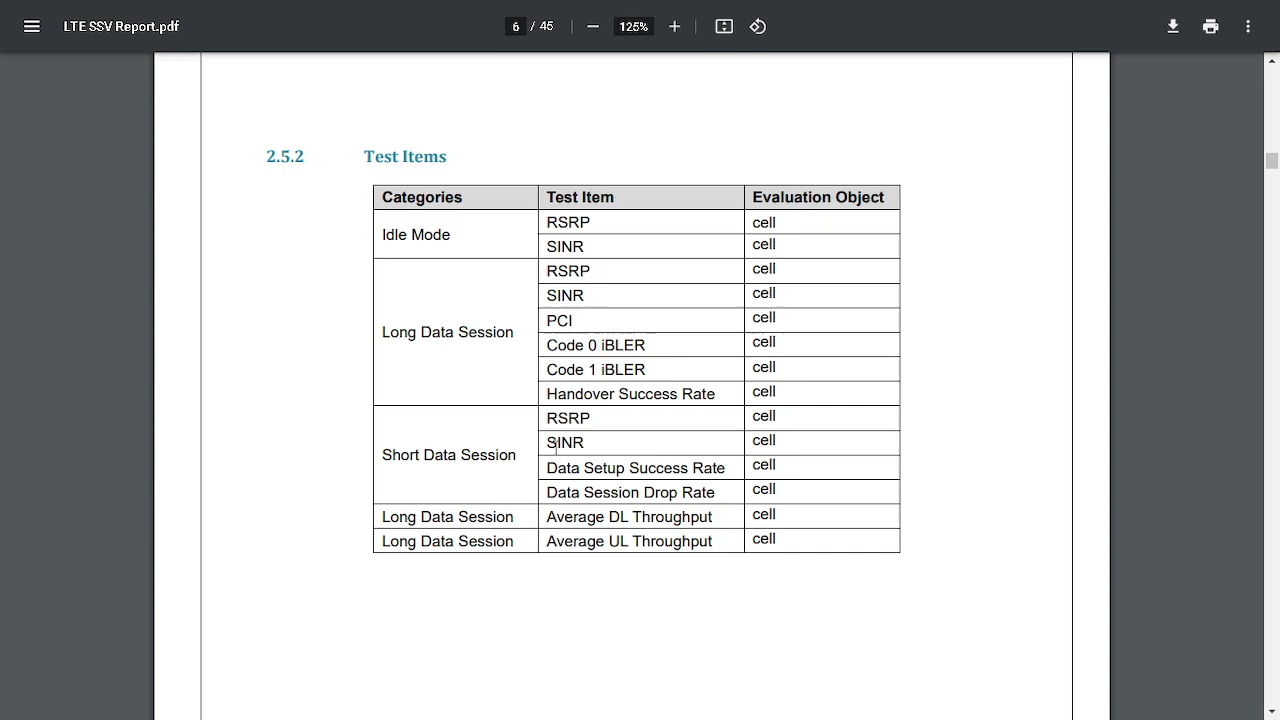 LTE SSV Report.pdf
6 / 45
125%
2.5.2 Test Items
Categories Test Item Evaluation Object
Idle Mode RSRP cell
SINR cell
Long Data Session RSRP cell
SINR cell
PCI cell
Code 0 iBLER cell
Code 1 iBLER cell
Handover Success Rate cell
Short Data Session RSRP cell
SINR cell
Data Setup Success Rate cell
Data Session Drop Rate cell
Long Data Session Average DL Throughput cell
Long Data Session Average UL Throughput cell